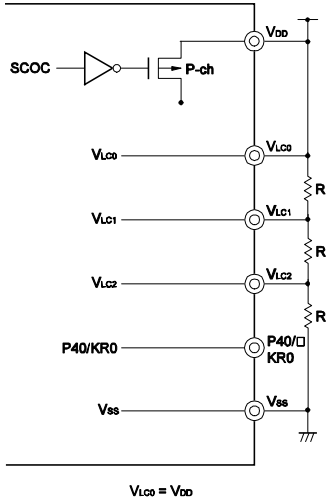 VDD
SCOC
P-ch
VLC0
VLC0
R
VLC1
VLC1
R
VLC2
VLC2
R
P40/KR0
P40/□
KR0
VSS
VSS
VLC0 = VDD